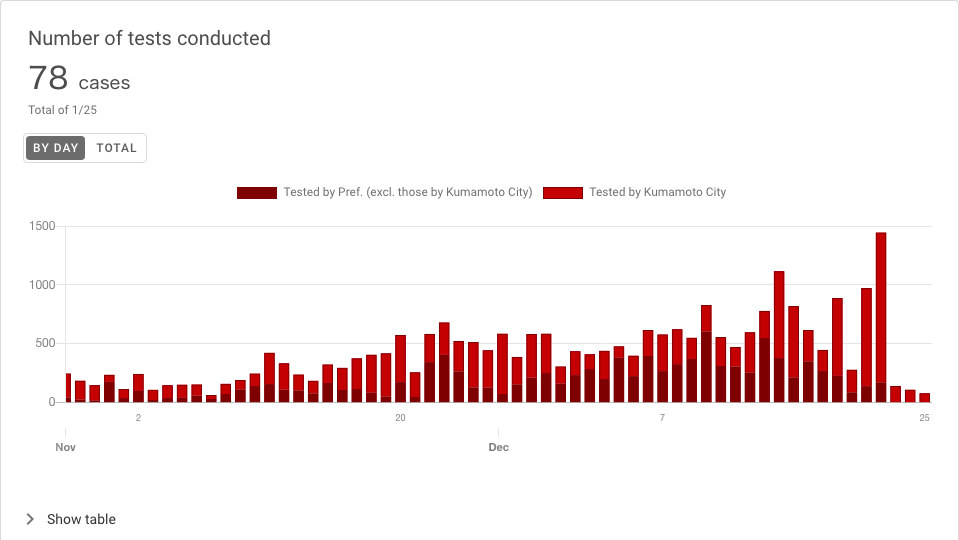 Number of tests conducted
78 cases
Total of 1/25
BY DAY TOTAL
Tested by Pref. (excl. those by Kumamoto City) Tested by Kumamoto City
1500
1000
500
0
2 20 7 25
Nov Dec
Show table